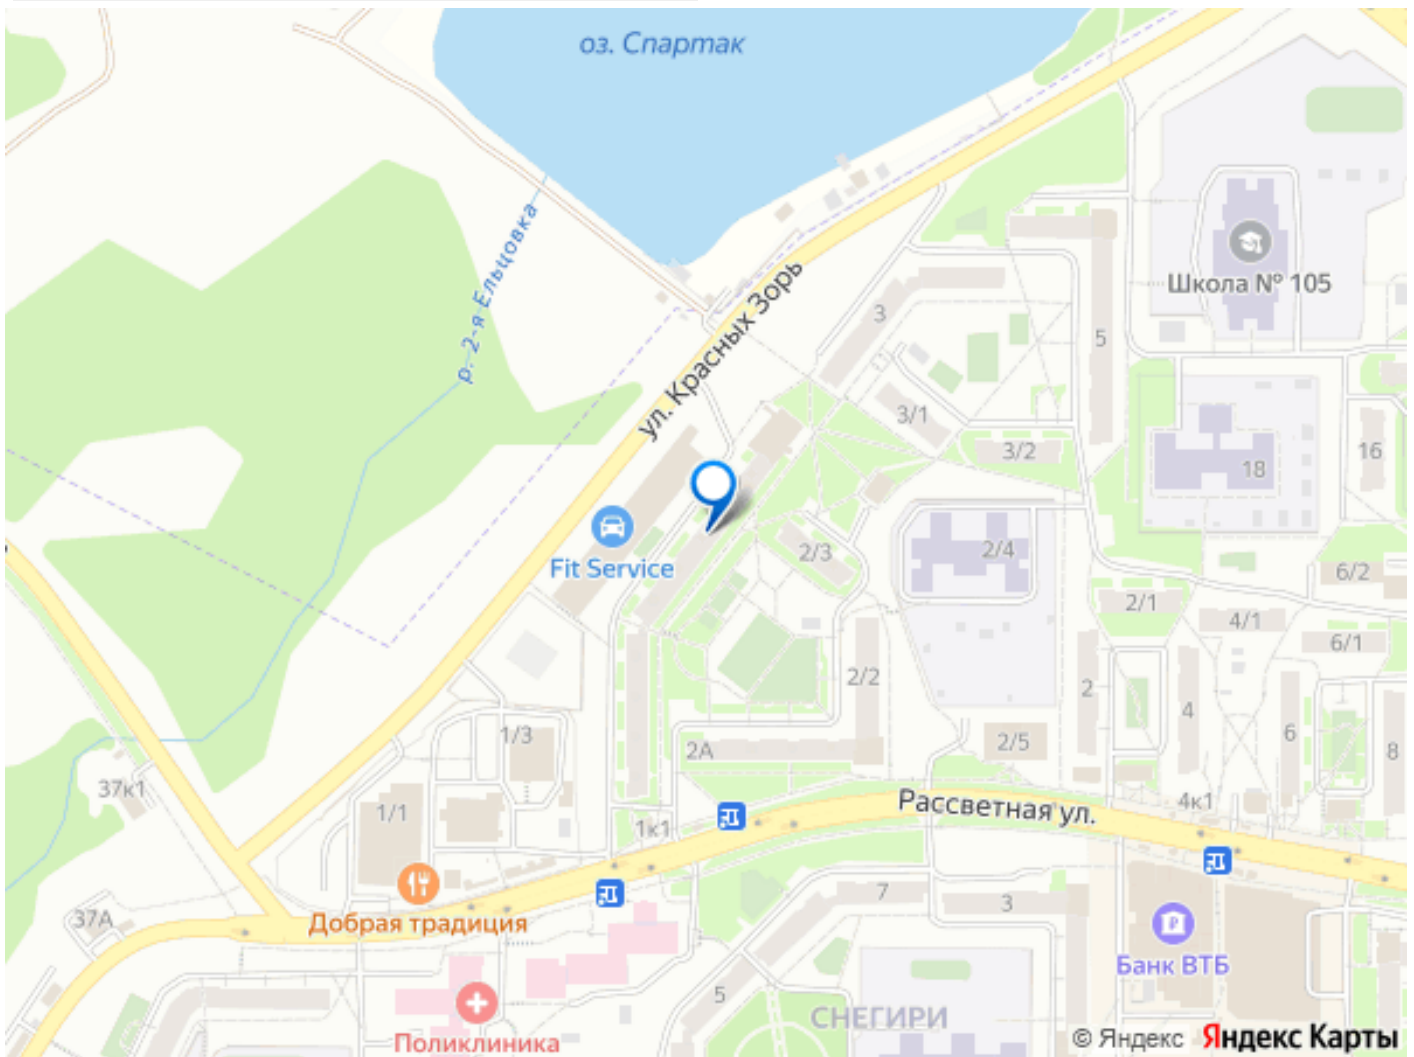 оз. Спартак
р. 2-я Ельцовка
ул. Красных Зорь
Школа № 105
3
5
3/1
3/2
18
16
Fit Service
2/3
2/4
6/2
2/1
4/1
6/1
2/2
2
4
6
8
1/3
2А
2/5
37к1
1/1
1к1
Рассветная ул.
4к1
37А
Добрая традиция
7
3
Банк ВТБ
5
СНЕГИРИ
Поликлиника
© Яндекс Яндекс Карты